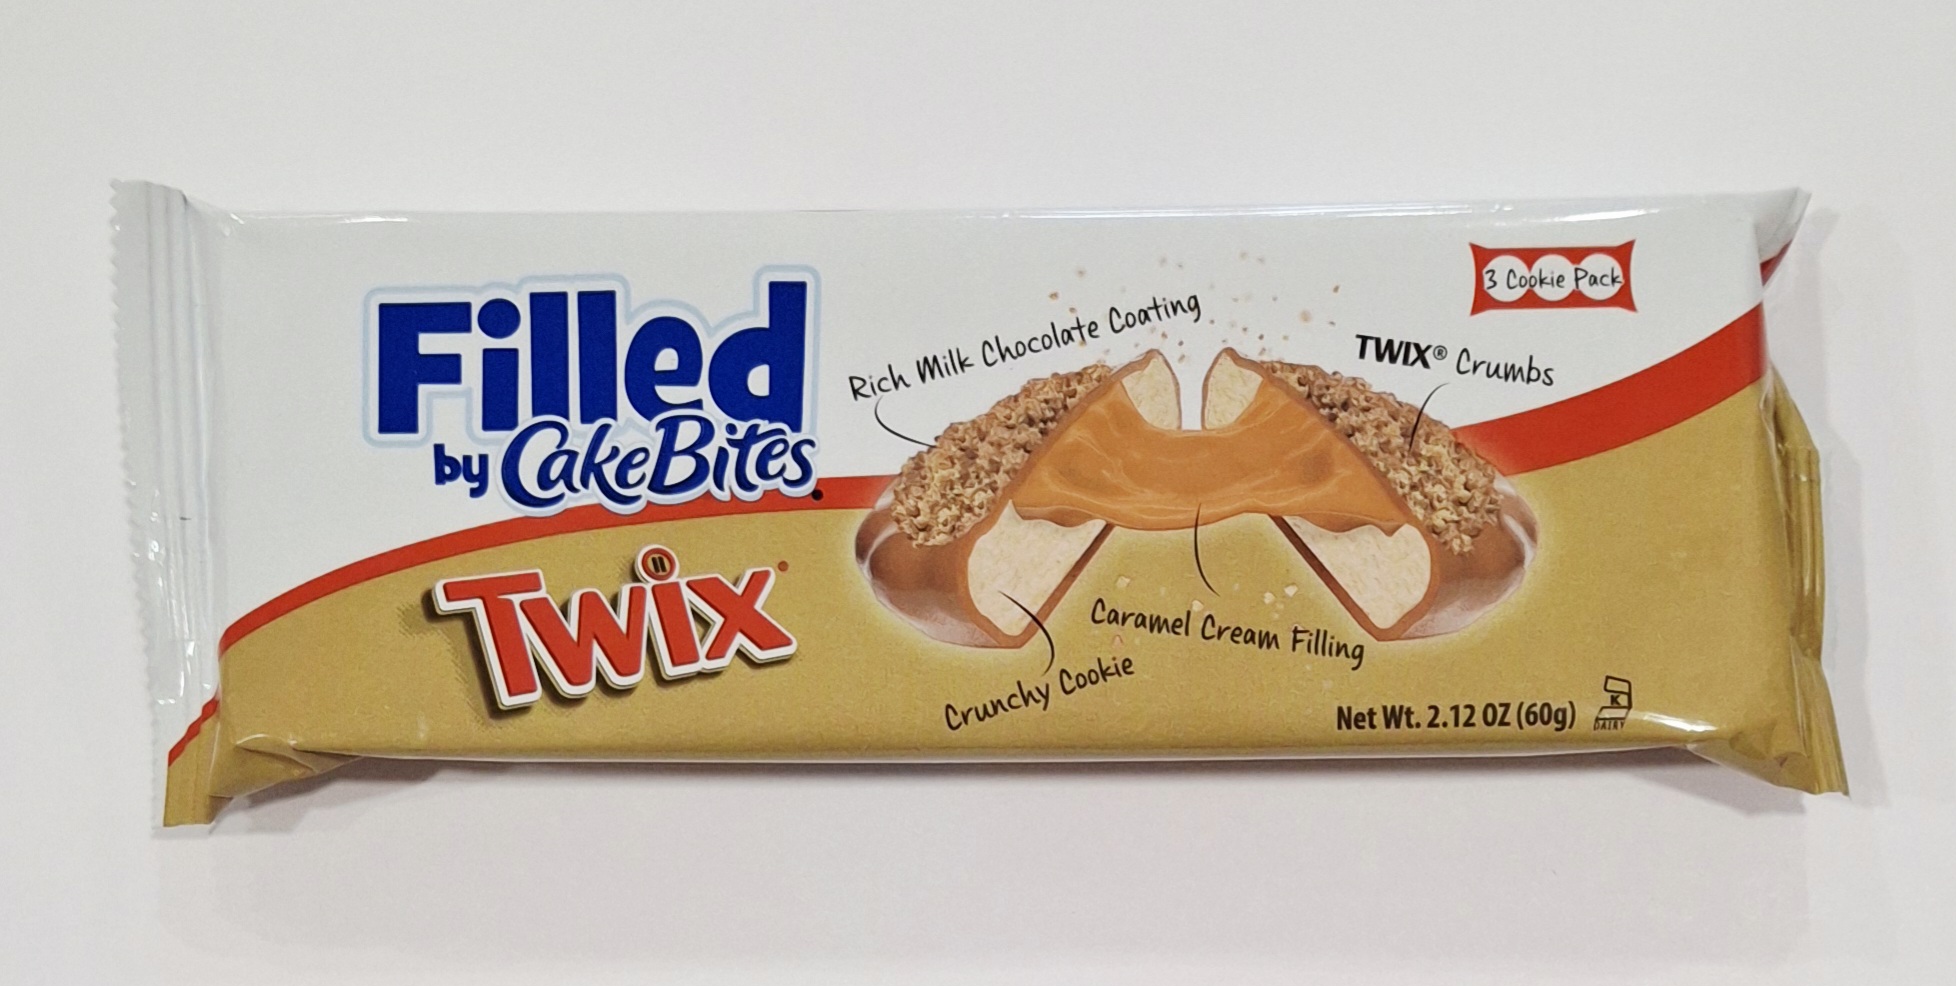 Filled
by CakeBites
TWIX
Rich Milk Chocolate Coating
3 Cookie Pack
TWIX® Crumbs
Caramel Cream Filling
Crunchy Cookie
Net Wt. 2.12 OZ (60g)
K
DAIRY